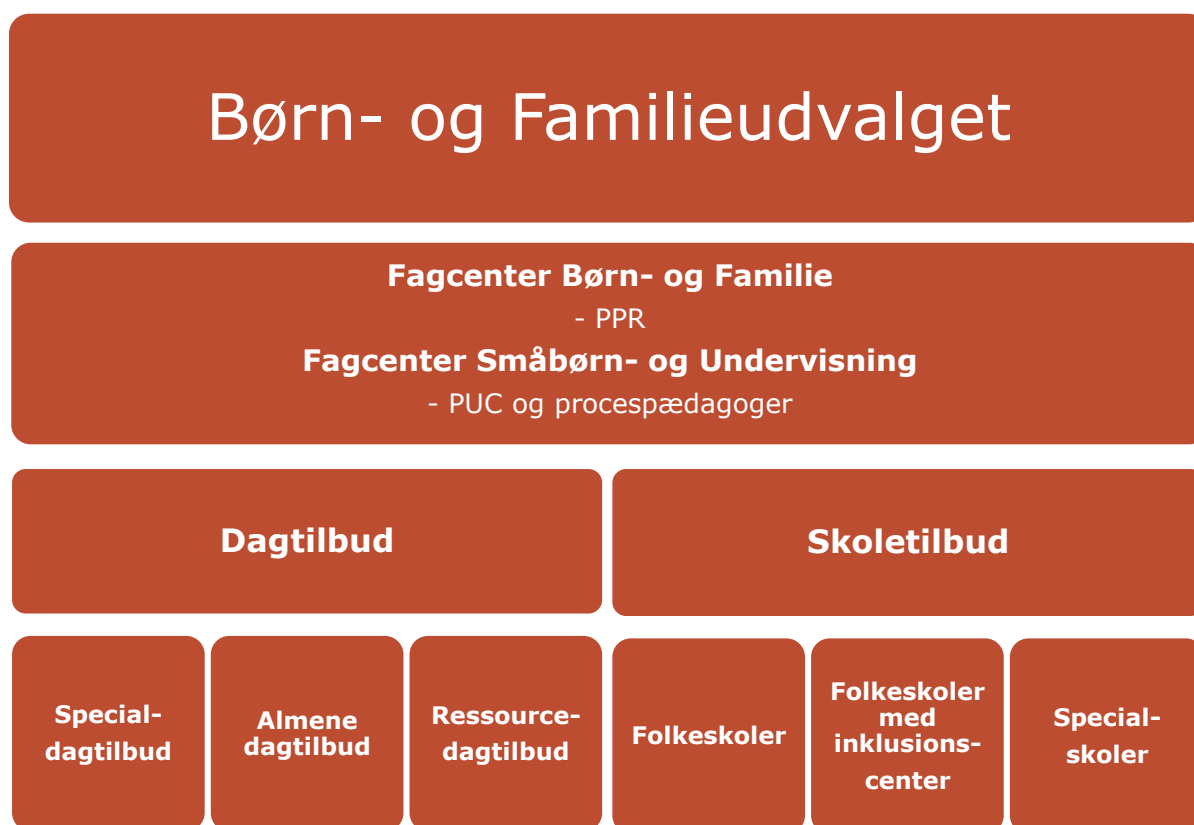 Børn- og Familieudvalget
Fagcenter Børn- og Familie
- PPR
Fagcenter Småbørn- og Undervisning
- PUC og procespædagoger
Dagtilbud
Skoletilbud
Special-
dagtilbud
Almene
dagtilbud
Ressource-
dagtilbud
Folkeskoler
Folkeskoler
med
inklusions-
center
Special-
skoler